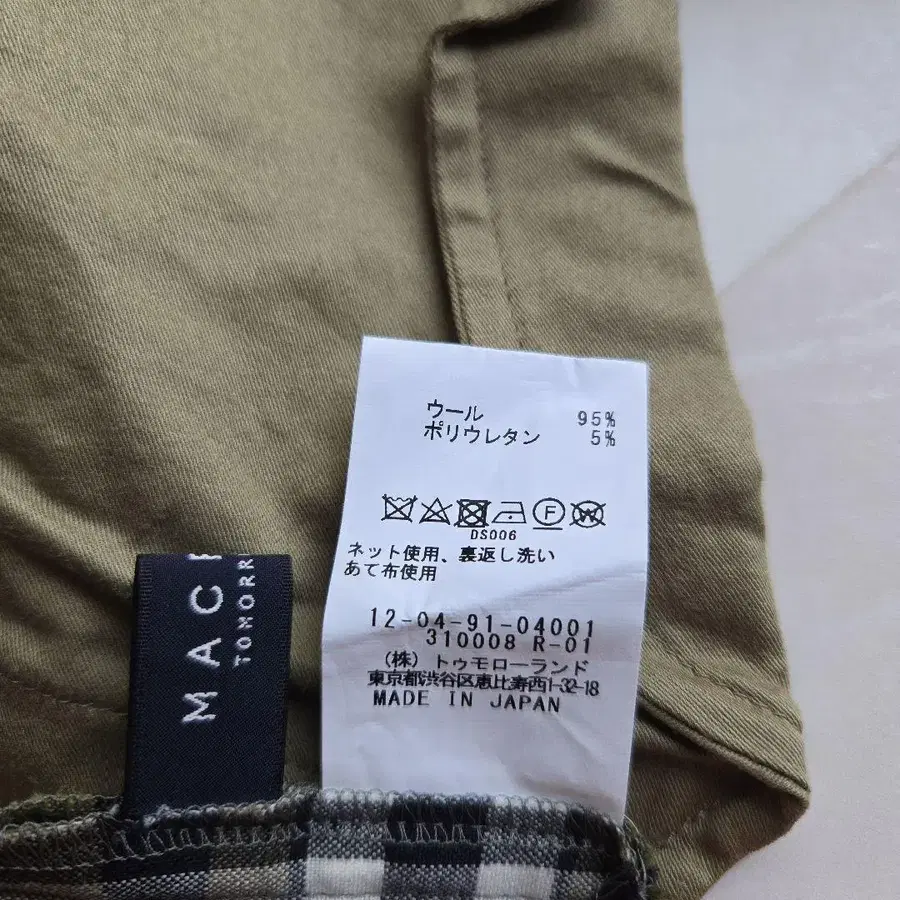 ウール 95%
ポリウレタン 5%
F W
DS006
ネット使用、裏返し洗い
あて布使用
12-04-91-04001
310008 R-01
(株) トゥモローランド
東京都渋谷区恵比寿西1-32-18
MADE IN JAPAN
MAC
TOMORR